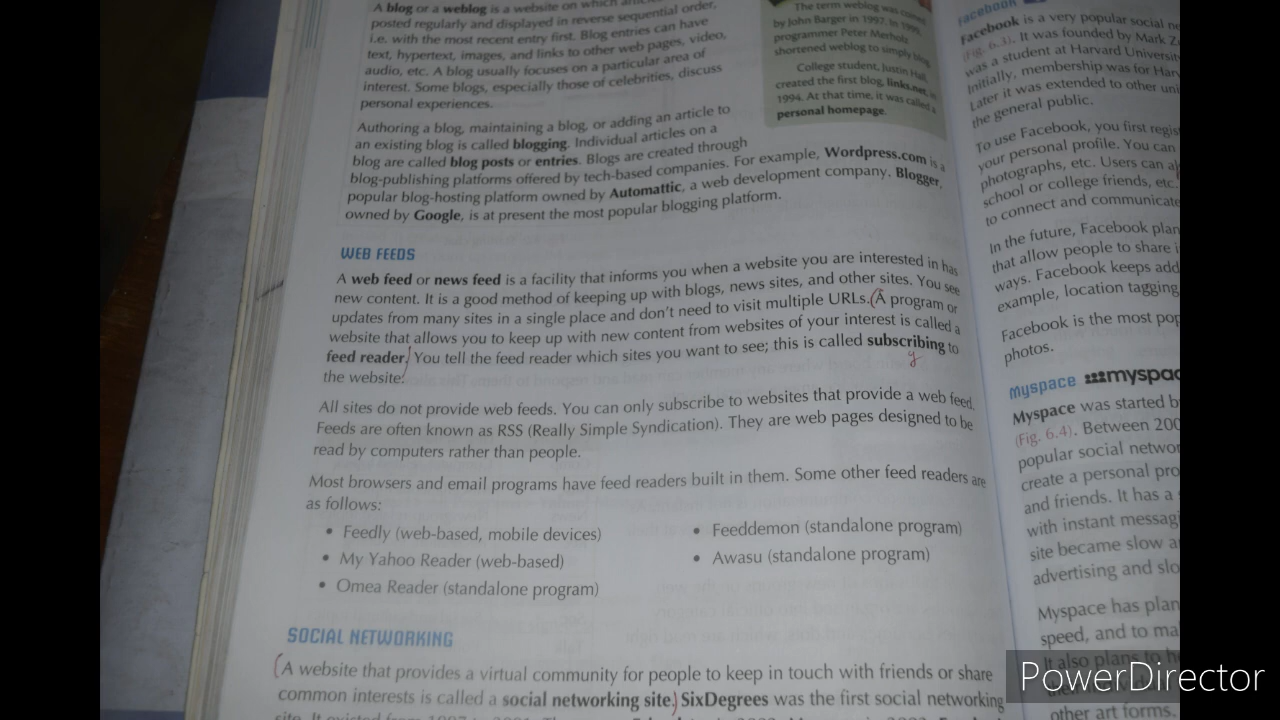 A blog or a weblog is a website on which
posted regularly and displayed in reverse sequential order,
i.e. with the most recent entry first. Blog entries can have
text, hypertext, images, and links to other web pages, video,
audio, etc. A blog usually focuses on a particular area of
interest. Some blogs, especially those of celebrities, discuss
personal experiences.
The term weblog was
by John Barger in 1997. In 1999,
programmer Peter Merholz
shortened weblog to simply blog.
College student, Justin Hall,
created the first blog, links.net, in
1994. At that time, it was called a
personal homepage.
Authoring a blog, maintaining a blog, or adding an article to
an existing blog is called blogging. Individual articles on a
blog are called blog posts or entries. Blogs are created through
blog-publishing platforms offered by tech-based companies. For example, Wordpress.com is a
popular blog-hosting platform owned by Automattic, a web development company. Blogger,
owned by Google, is at present the most popular blogging platform.
WEB FEEDS
A web feed or news feed is a facility that informs you when a website you are interested in has
new content. It is a good method of keeping up with blogs, news sites, and other sites. You see
updates from many sites in a single place and don't need to visit multiple URLs. (A program or
website that allows you to keep up with new content from websites of your interest is called a
feed reader.) You tell the feed reader which sites you want to see; this is called subscribing to
the website.
All sites do not provide web feeds. You can only subscribe to websites that provide a web feed.
Feeds are often known as RSS (Really Simple Syndication). They are web pages designed to be
read by computers rather than people.
Most browsers and email programs have feed readers built in them. Some other feed readers are
as follows:
• Feedly (web-based, mobile devices)
• My Yahoo Reader (web-based)
• Omea Reader (standalone program)
• Feeddemon (standalone program)
• Awasu (standalone program)
SOCIAL NETWORKING
(A website that provides a virtual community for people to keep in touch with friends or share
common interests is called a social networking site.) SixDegrees was the first social networking
facebook
Facebook is a very popular social
(Fig. 6.3). It was founded by Mark
was a student at Harvard
Initially, membership was for
Later it was extended to other
the general public.
To use Facebook, you first
your personal profile. You can
photographs, etc. Users can
school or college friends, etc.
to connect and communicate
In the future, Facebook
that allow people to share
ways. Facebook keeps
example, location tagging
Facebook is the most
photos.
myspace
Myspace was started
(Fig. 6.4). Between
popular social
create a personal
and friends. It has a
with instant
site became slow
advertising and
Myspace has
speed, and to
It also plans to
other art forms.
PowerDirector